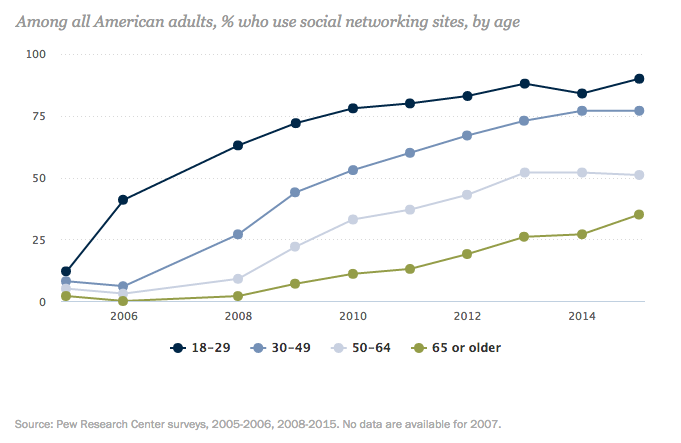 Among all American adults, % who use social networking sites, by age
100
75
50
25
0
2006 2008 2010 2012 2014
18-29 30-49 50-64 65 or older
Source: Pew Research Center surveys, 2005-2006, 2008-2015. No data are available for 2007.